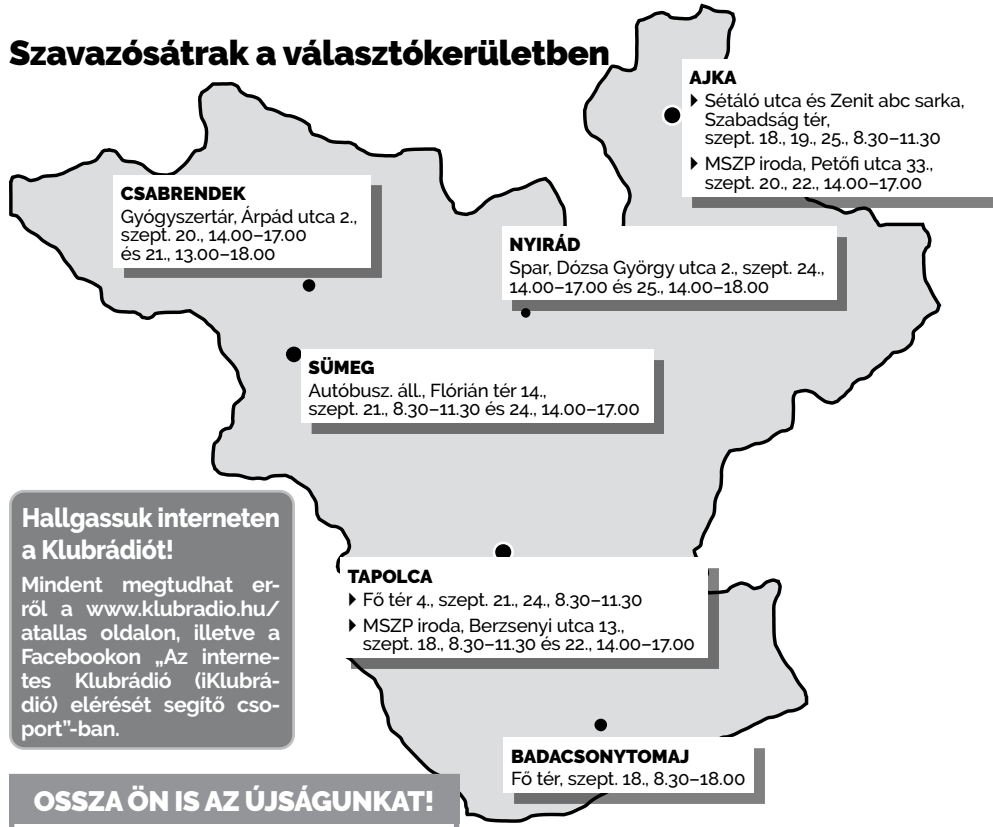 Szavazósátrak a választókerületben
AJKA
Sétáló utca és Zenit abc sarka,
Szabadság tér,
szept. 18., 19., 25., 8.30–11.30
MSZP iroda, Petőfi utca 33.,
szept. 20., 22., 14.00–17.00
CSABRENDEK
Gyógyszertár, Árpád utca 2.,
szept. 20., 14.00–17.00
és 21., 13.00–18.00
NYIRÁD
Spar, Dózsa György utca 2., szept. 24.,
14.00–17.00 és 25., 14.00–18.00
SÜMEG
Autóbusz. áll., Flórián tér 14.,
szept. 21., 8.30–11.30 és 24., 14.00–17.00
Hallgassuk interneten
a Klubrádiót!
Mindent megtudhat er-
ről a www.klubradio.hu/
atallas oldalon, illetve a
Facebookon „Az interne-
tes Klubrádió (iKlubrá-
dió) elérését segítő cso-
port”-ban.
TAPOLCA
Fő tér 4., szept. 21., 24., 8.30–11.30
MSZP iroda, Berzsenyi utca 13.,
szept. 18., 8.30–11.30 és 22., 14.00–17.00
BADACSONYTOMAJ
Fő tér, szept. 18., 8.30–18.00
OSSZA ÖN IS AZ ÚJSÁGUNKAT!